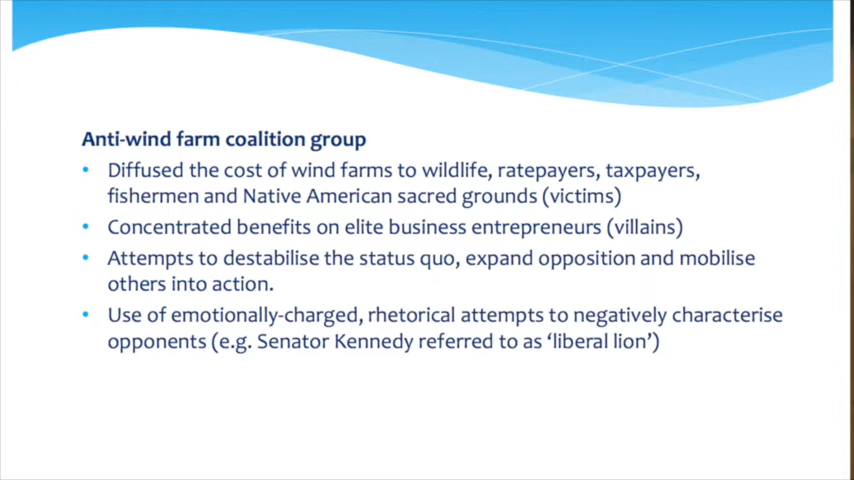 Anti-wind farm coalition group
• Diffused the cost of wind farms to wildlife, ratepayers, taxpayers,
fishermen and Native American sacred grounds (victims)
• Concentrated benefits on elite business entrepreneurs (villains)
• Attempts to destabilise the status quo, expand opposition and mobilise
others into action.
• Use of emotionally-charged, rhetorical attempts to negatively characterise
opponents (e.g. Senator Kennedy referred to as ‘liberal lion’)